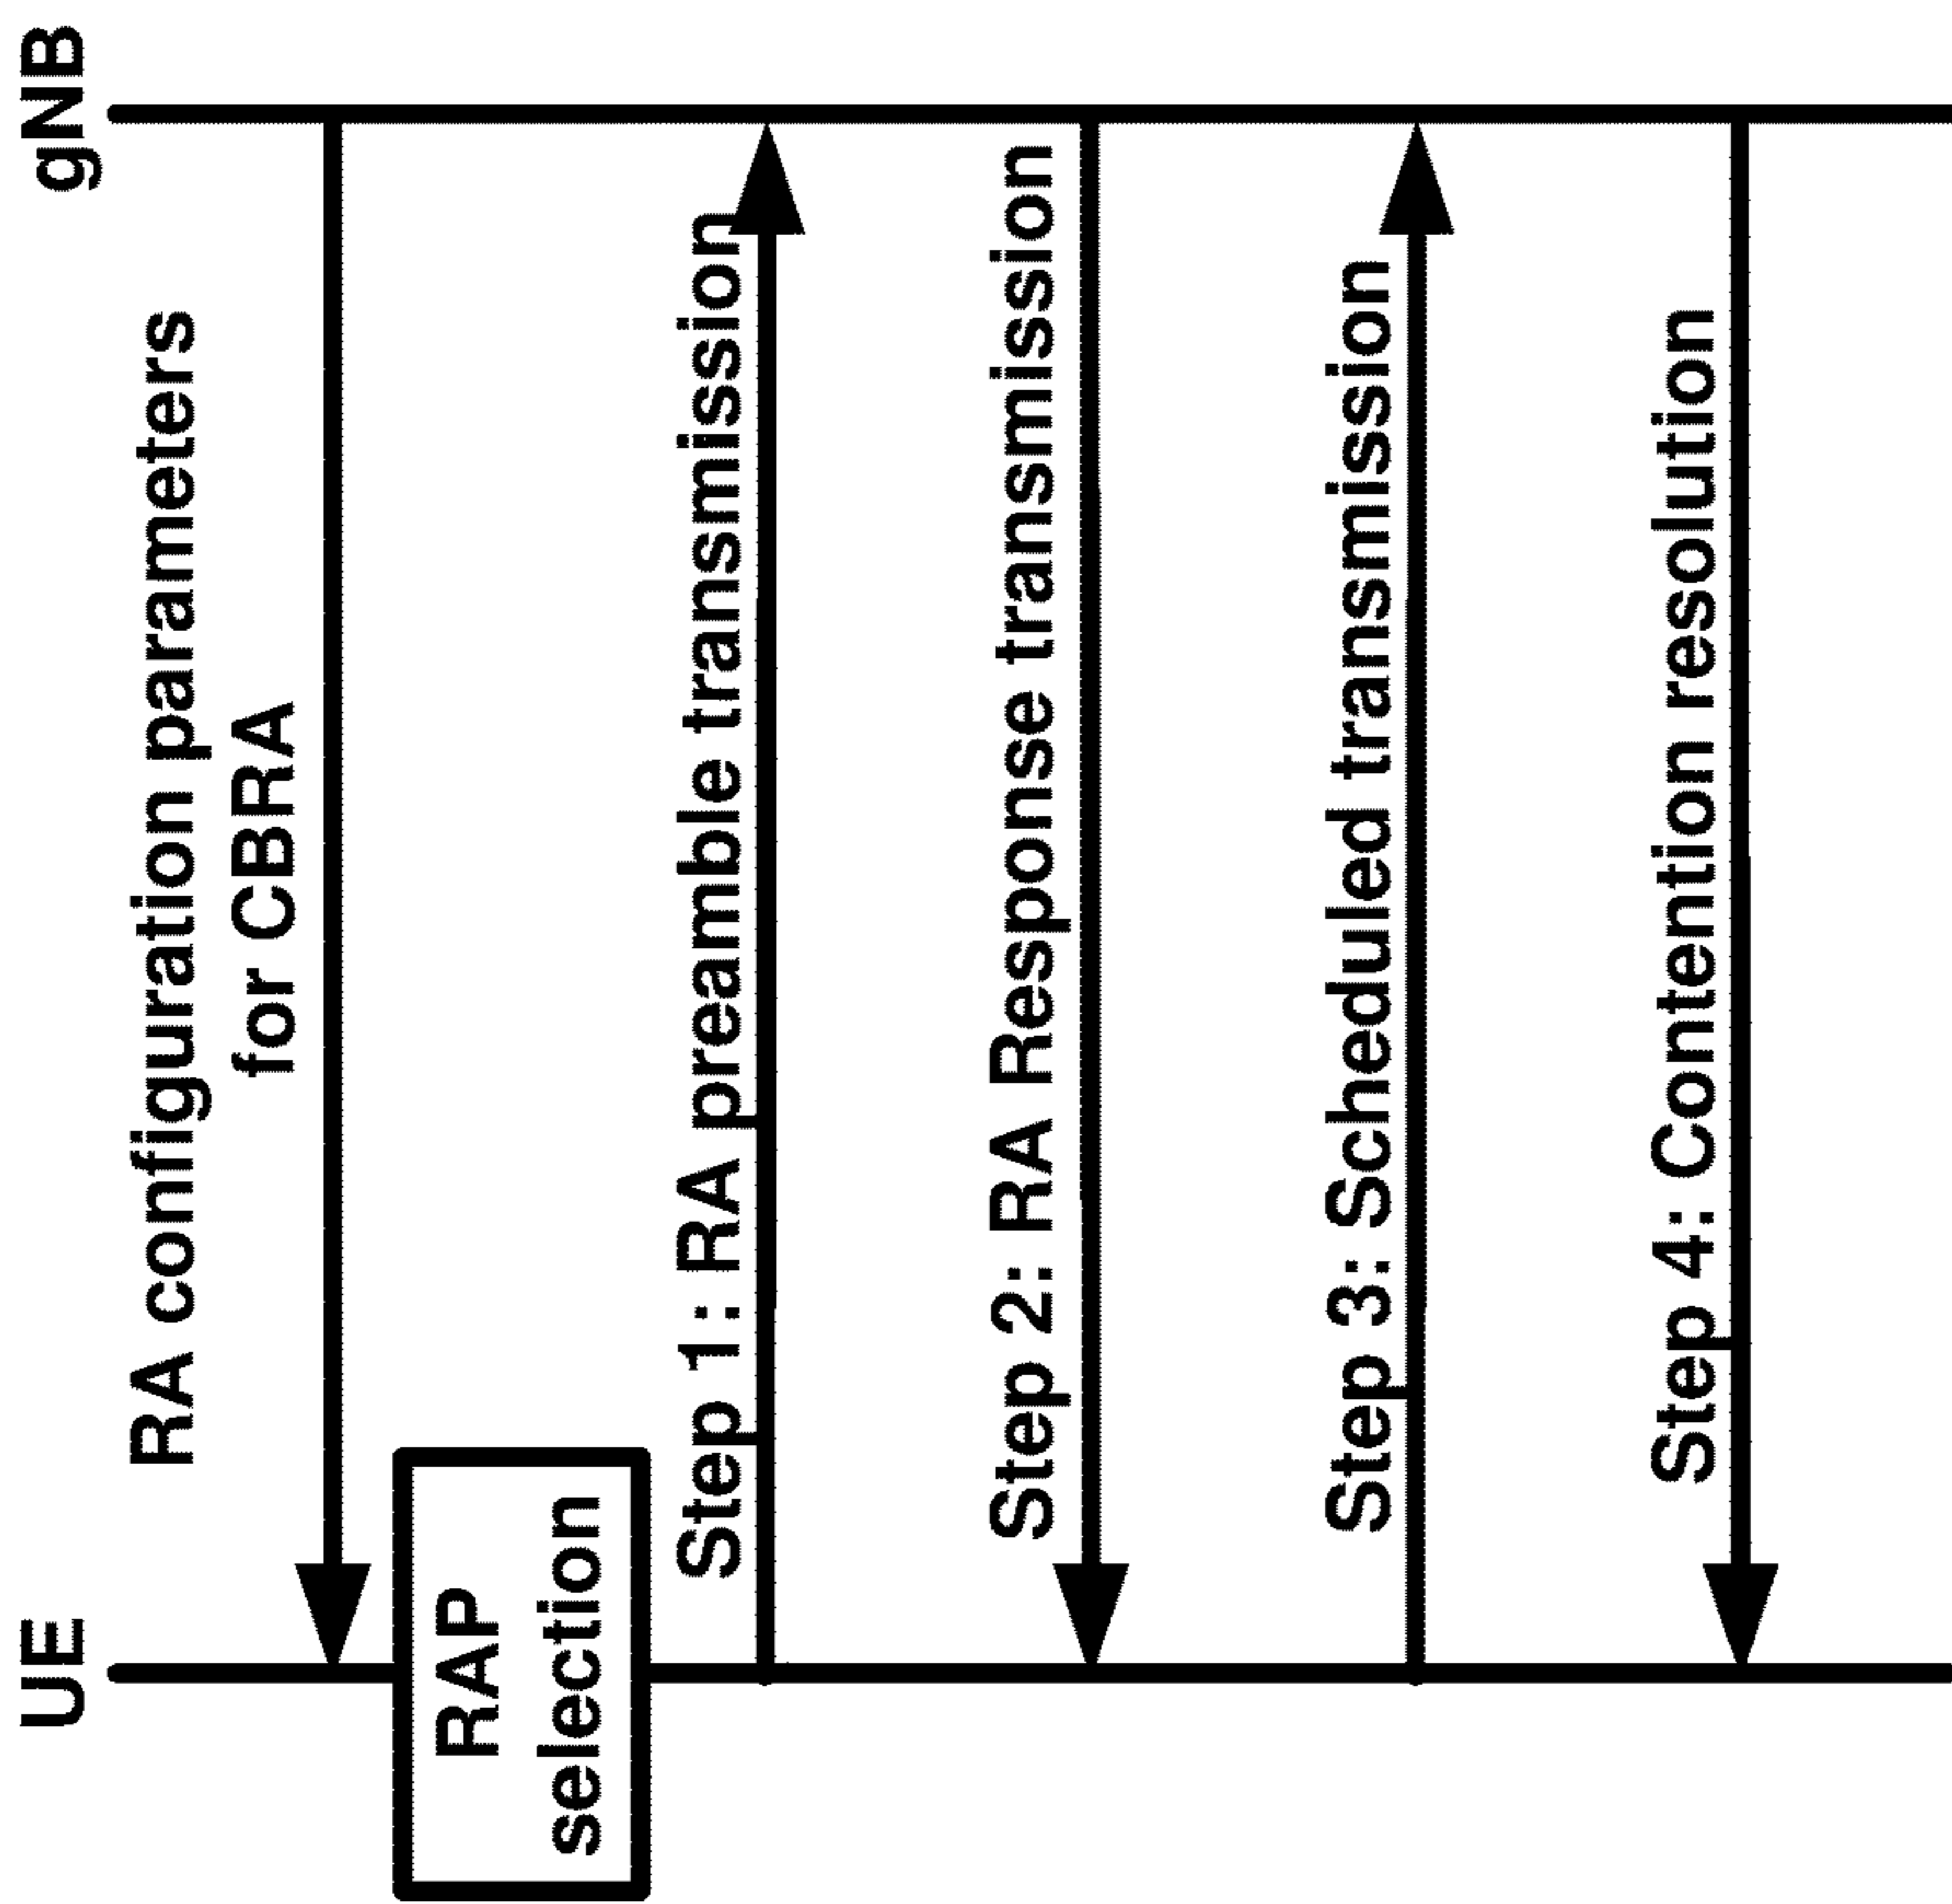 UE
gNB
RA configuration parameters
for CBRA
RAP
selection
Step 1: RA preamble transmission
Step 2: RA Response transmission
Step 3: Scheduled transmission
Step 4: Contention resolution